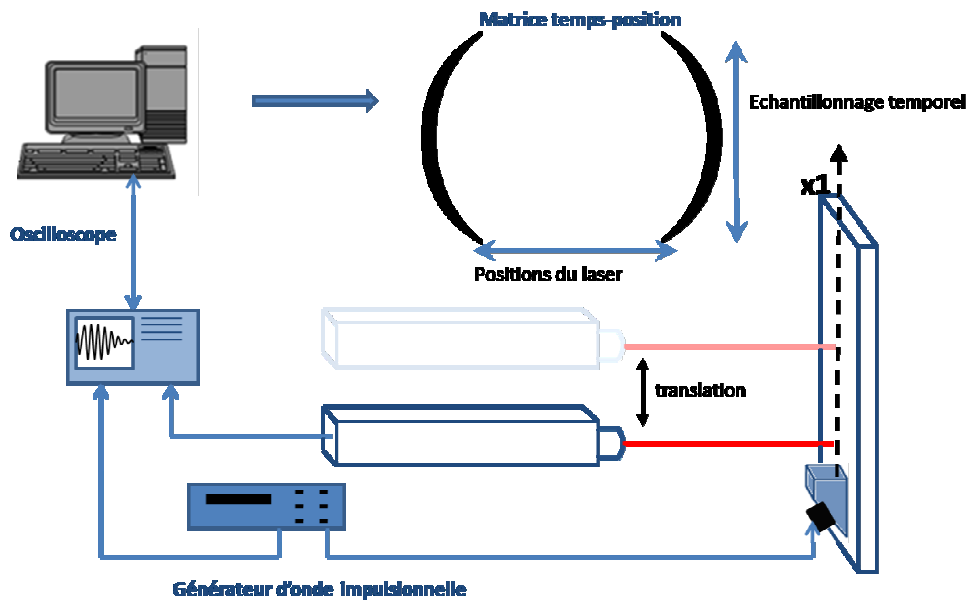 Matrice temps-position
Echantillonnage temporel
x1
Oscilloscope
Positions du laser
translation
Générateur d'onde impulsionnelle